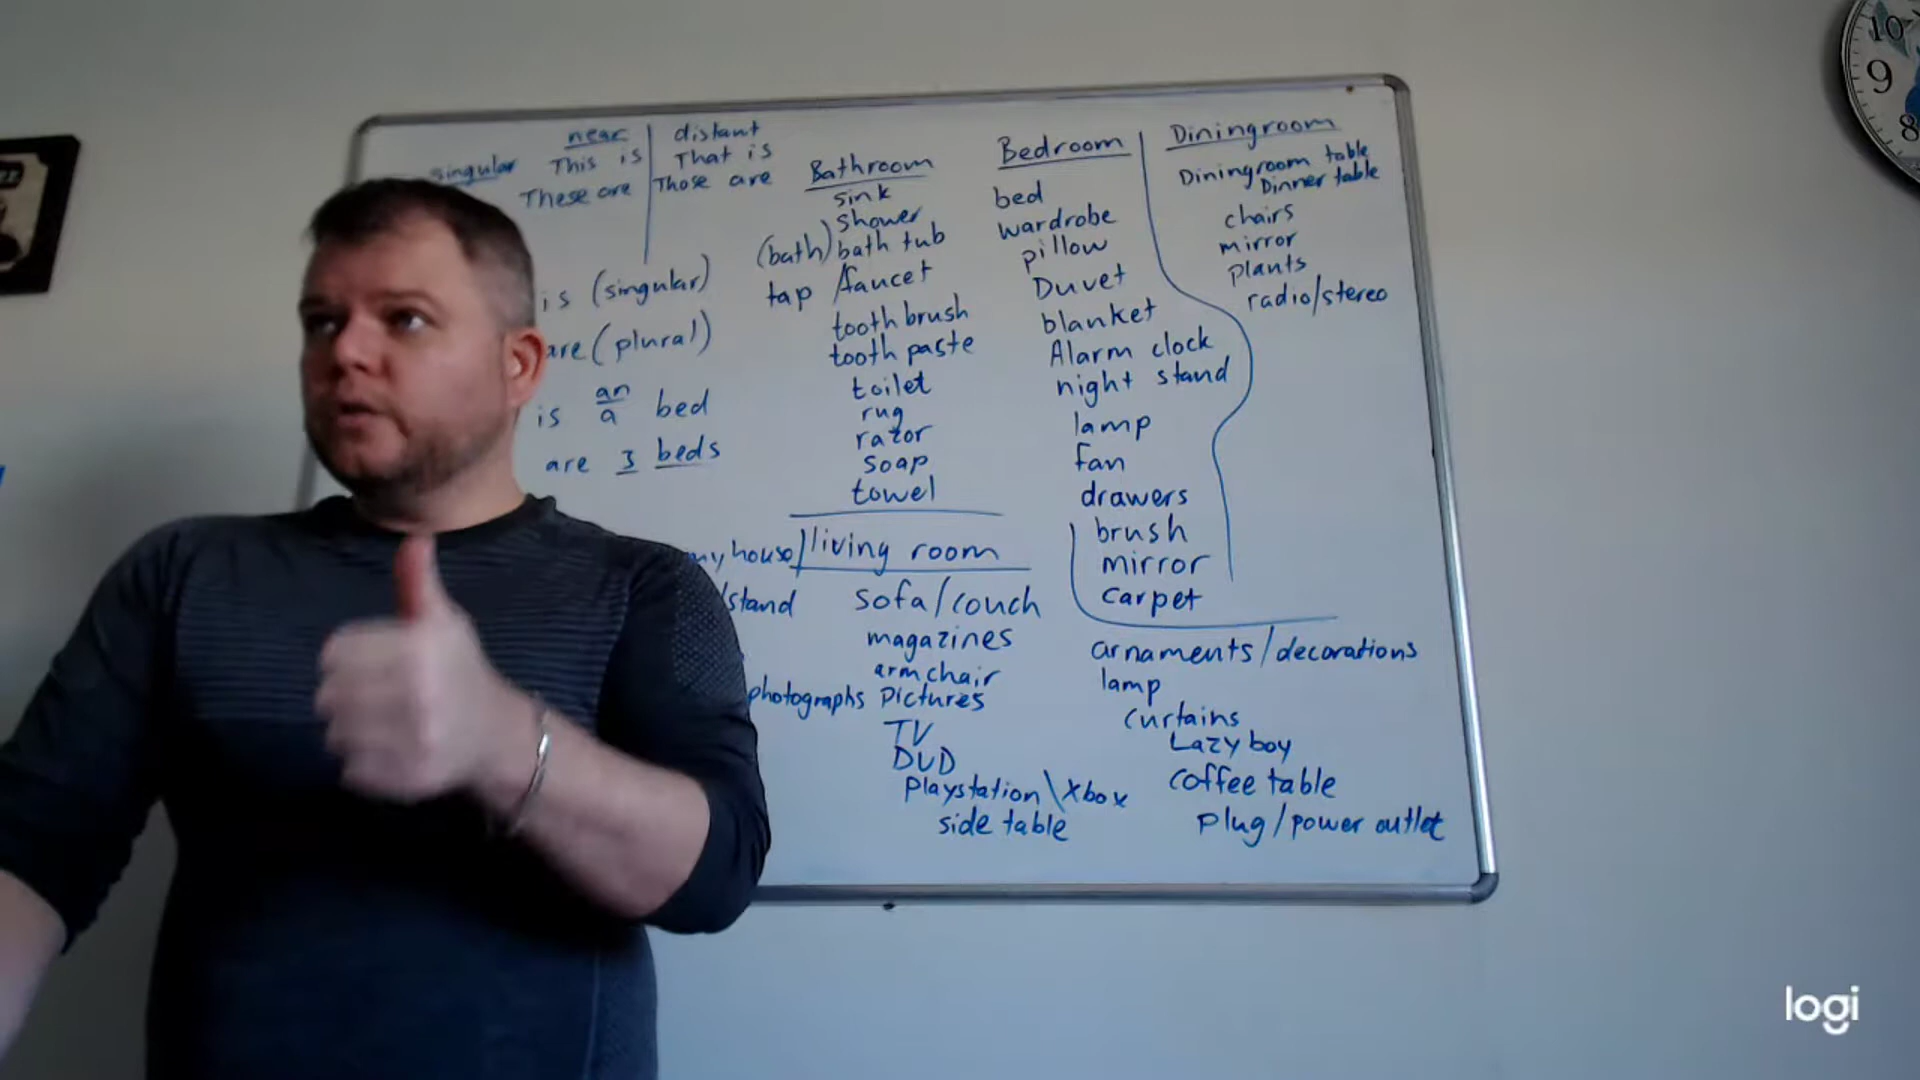 near | distant
singular This is | That is
These are | Those are
is (singular)
are (plural)
is an/a bed
are 3 beds
Bathroom
sink
shower
(bath) bath tub
tap /faucet
tooth brush
tooth paste
toilet
rug
razor
soap
towel
Bedroom
bed
wardrobe
pillow
Duvet
blanket
Alarm clock
night stand
lamp
fan
drawers
brush
mirror
carpet
Diningroom
Diningroom table
Dinner table
chairs
mirror
plants
radio/stereo
my house/living room
/stand
sofa/couch
magazines
armchair
photographs pictures
TV
DVD
Playstation\Xbox
side table
arnaments/decorations
lamp
curtains
Lazy boy
coffee table
plug/power outlet
10
9
8
logi